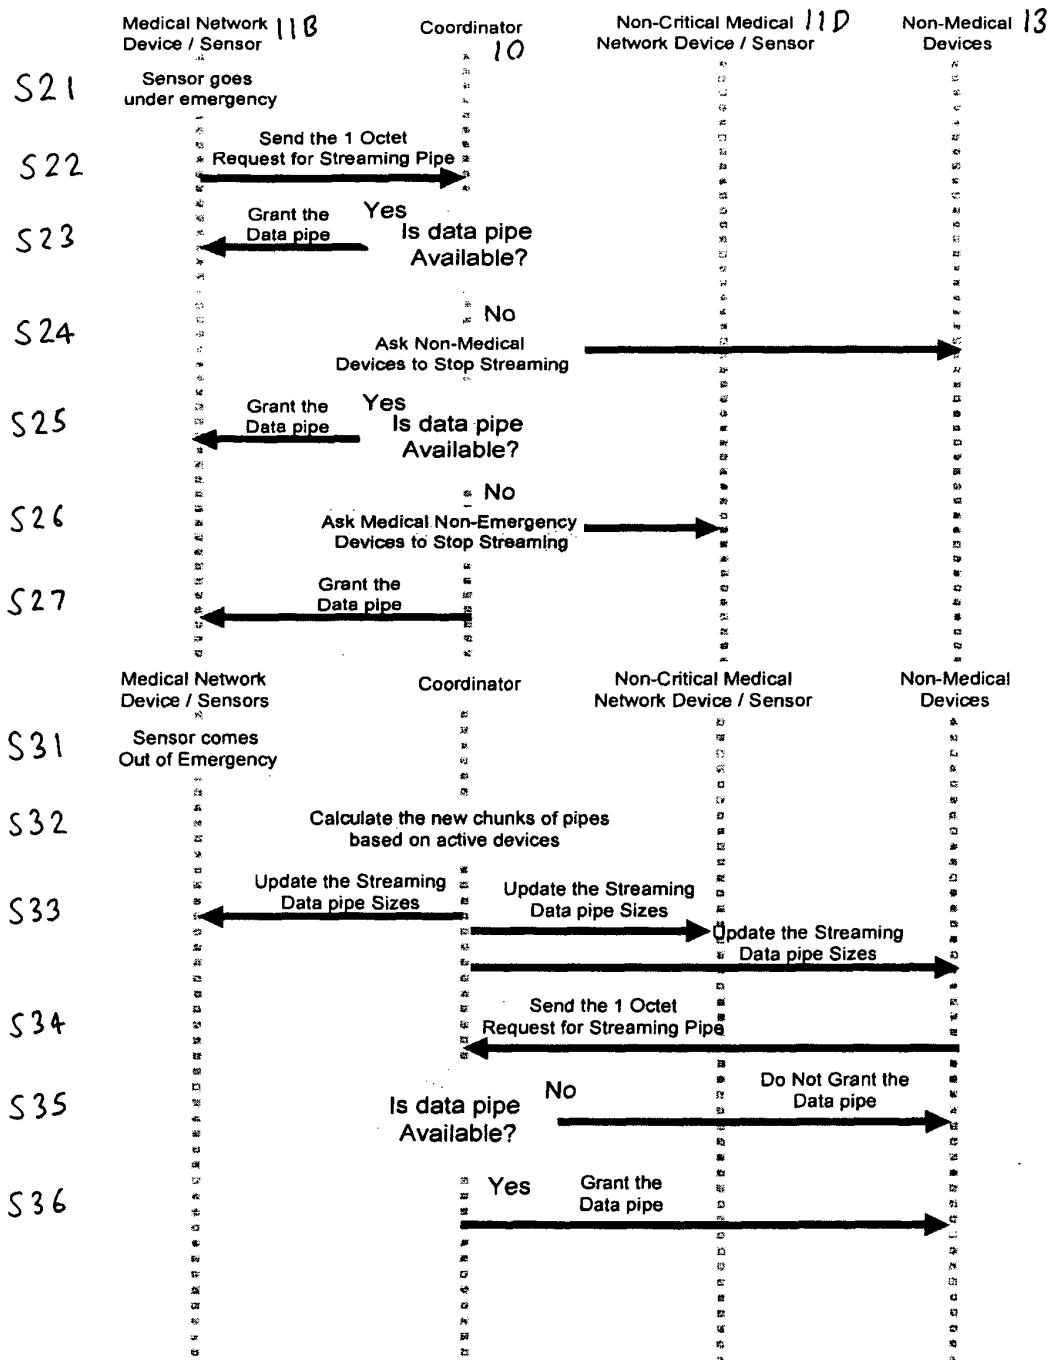 Medical Network 11B
Device / Sensor
Coordinator
10
Non-Critical Medical 11D
Network Device / Sensor
Non-Medical 13
Devices
S21
Sensor goes
under emergency
S22
Send the 1 Octet
Request for Streaming Pipe
S23
Grant the
Data pipe
Yes
Is data pipe
Available?
S24
No
Ask Non-Medical
Devices to Stop Streaming
S25
Grant the
Data pipe
Yes
Is data pipe
Available?
S26
No
Ask Medical Non-Emergency
Devices to Stop Streaming
S27
Grant the
Data pipe
Medical Network
Device / Sensors
Coordinator
Non-Critical Medical
Network Device / Sensor
Non-Medical
Devices
S31
Sensor comes
Out of Emergency
S32
Calculate the new chunks of pipes
based on active devices
S33
Update the Streaming
Data pipe Sizes
Update the Streaming
Data pipe Sizes
Update the Streaming
Data pipe Sizes
S34
Send the 1 Octet
Request for Streaming Pipe
S35
Is data pipe
Available?
No
Do Not Grant the
Data pipe
S36
Yes
Grant the
Data pipe